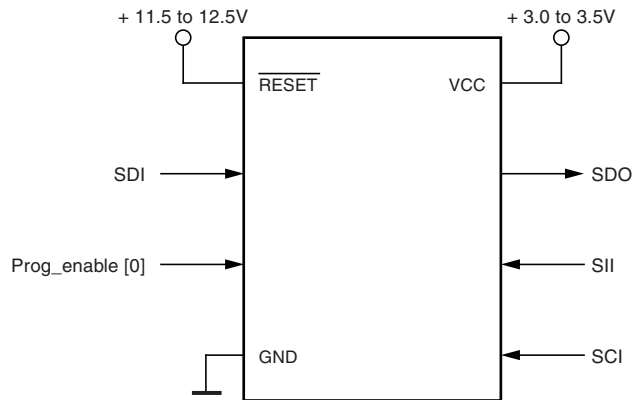 + 11.5 to 12.5V
+ 3.0 to 3.5V
RESET
VCC
SDI
SDO
Prog_enable [0]
SII
GND
SCI